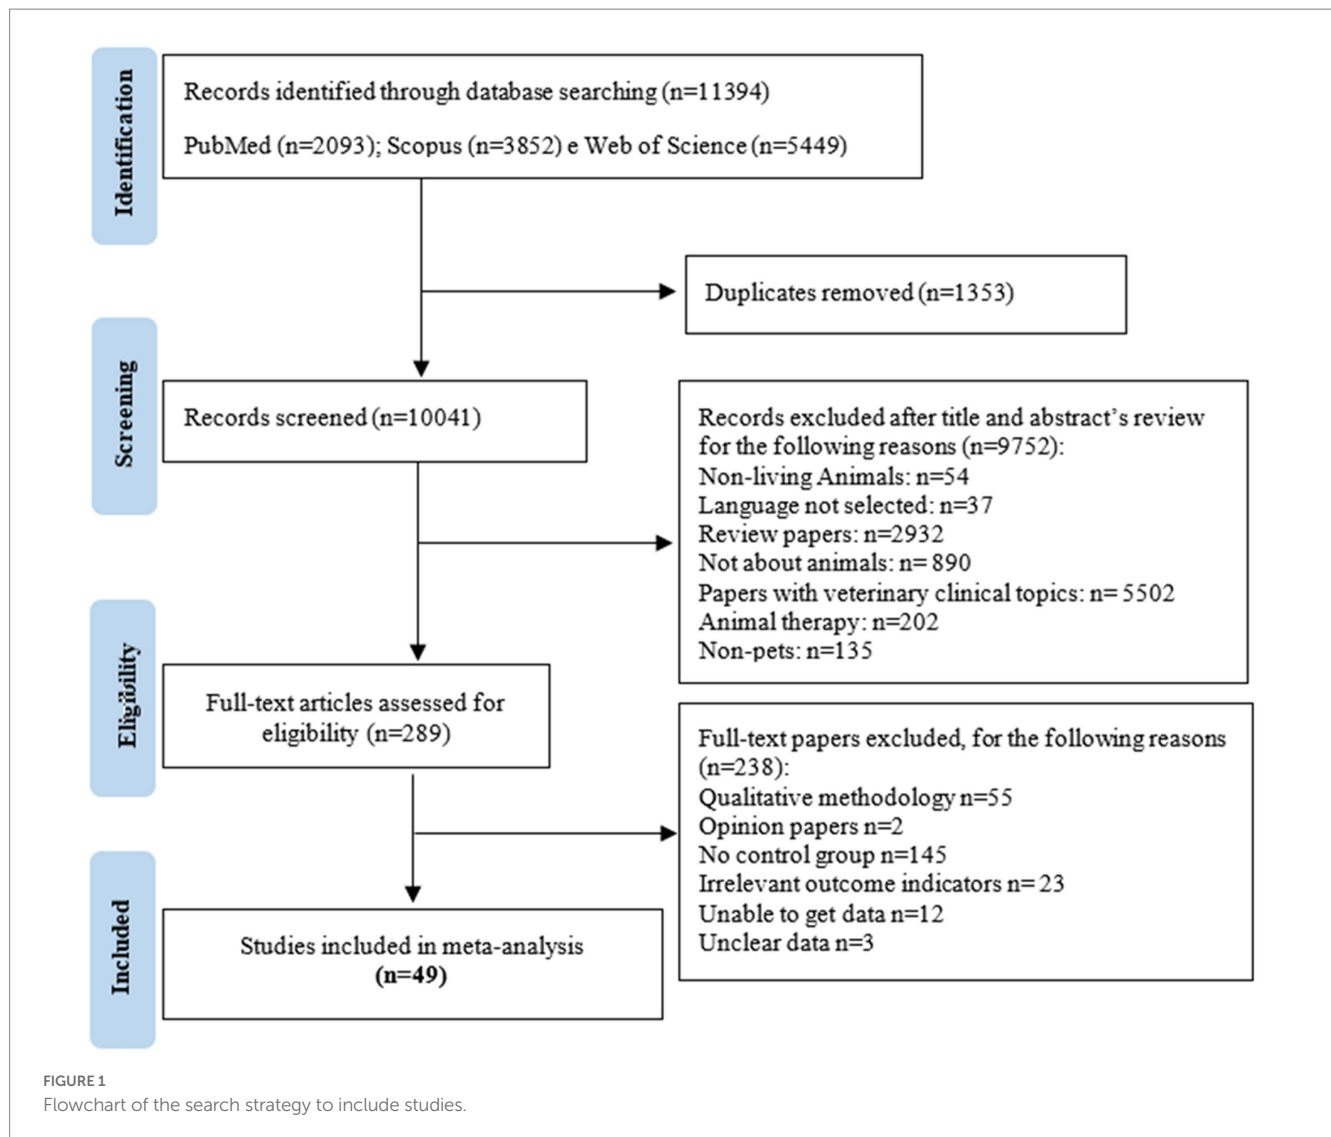 Identification
Records identified through database searching (n=11394)
PubMed (n=2093); Scopus (n=3852) e Web of Science (n=5449)
Duplicates removed (n=1353)
Screening
Records screened (n=10041)
Records excluded after title and abstract’s review
for the following reasons (n=9752):
Non-living Animals: n=54
Language not selected: n=37
Review papers: n=2932
Not about animals: n= 890
Papers with veterinary clinical topics: n= 5502
Animal therapy: n=202
Non-pets: n=135
Eligibility
Full-text articles assessed for
eligibility (n=289)
Full-text papers excluded, for the following reasons
(n=238):
Qualitative methodology n=55
Opinion papers n=2
No control group n=145
Irrelevant outcome indicators n= 23
Unable to get data n=12
Unclear data n=3
Included
Studies included in meta-analysis
(n=49)
FIGURE 1
Flowchart of the search strategy to include studies.